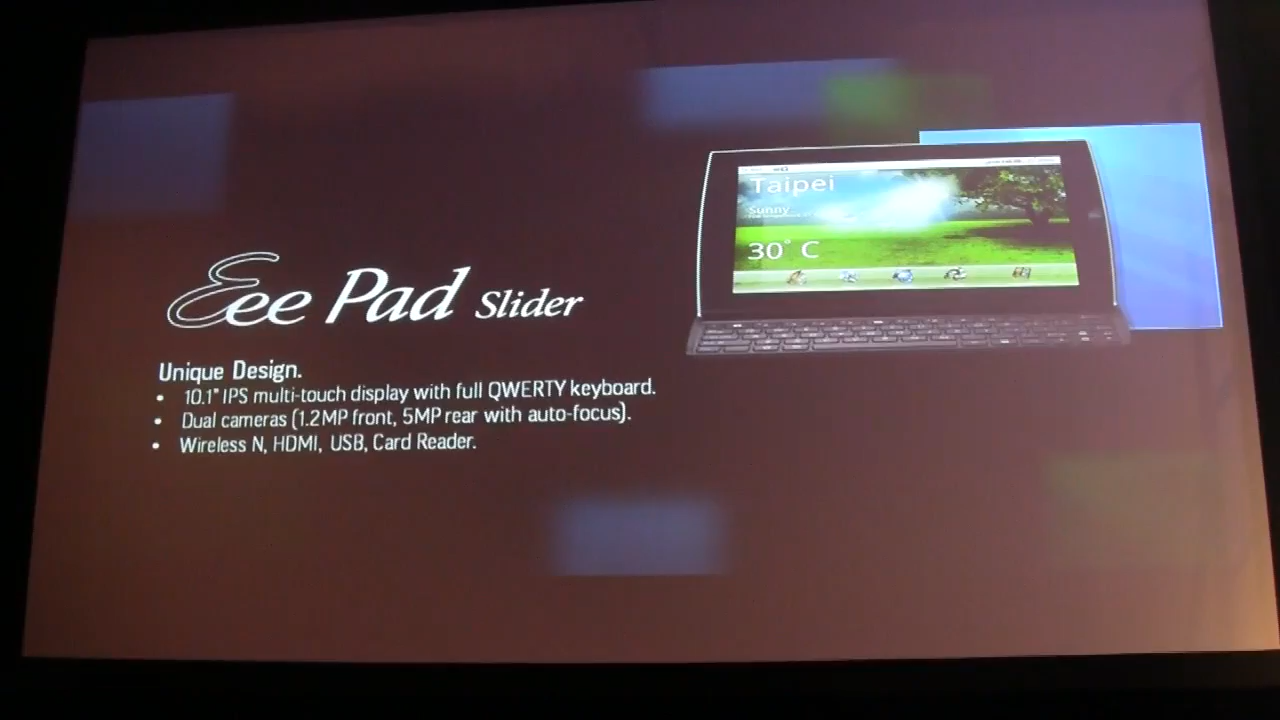 Eee Pad Slider
Unique Design.
• 10.1" IPS multi-touch display with full QWERTY keyboard.
• Dual cameras (1.2MP front, 5MP rear with auto-focus).
• Wireless N, HDMI, USB, Card Reader.
Taipei
Sunny
30° C